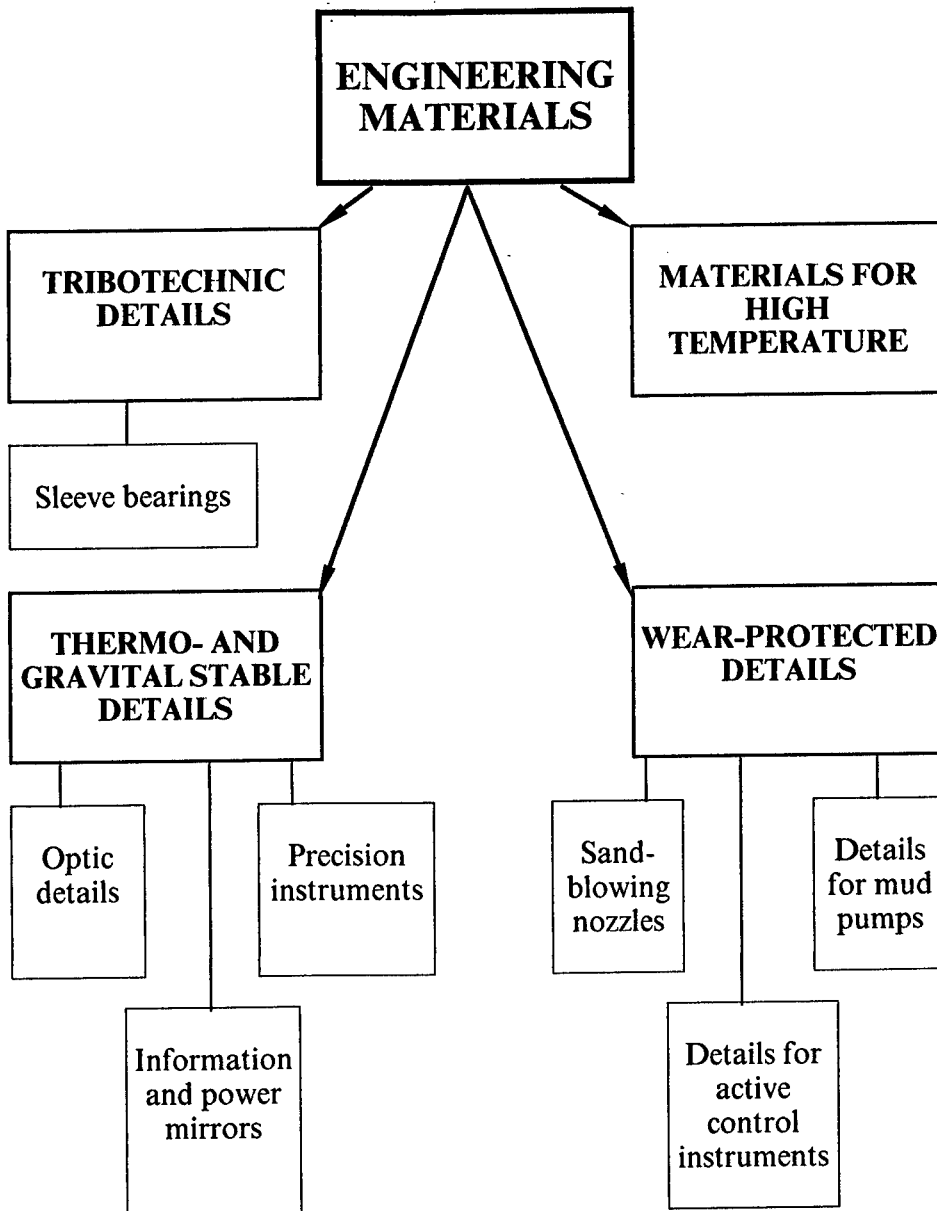 ENGINEERING
MATERIALS
TRIBOTECHNIC
DETAILS
MATERIALS FOR
HIGH
TEMPERATURE
Sleeve bearings
THERMO- AND
GRAVITAL STABLE
DETAILS
WEAR-PROTECTED
DETAILS
Optic
details
Precision
instruments
Sand-
blowing
nozzles
Details
for mud
pumps
Information
and power
mirrors
Details for
active
control
instruments